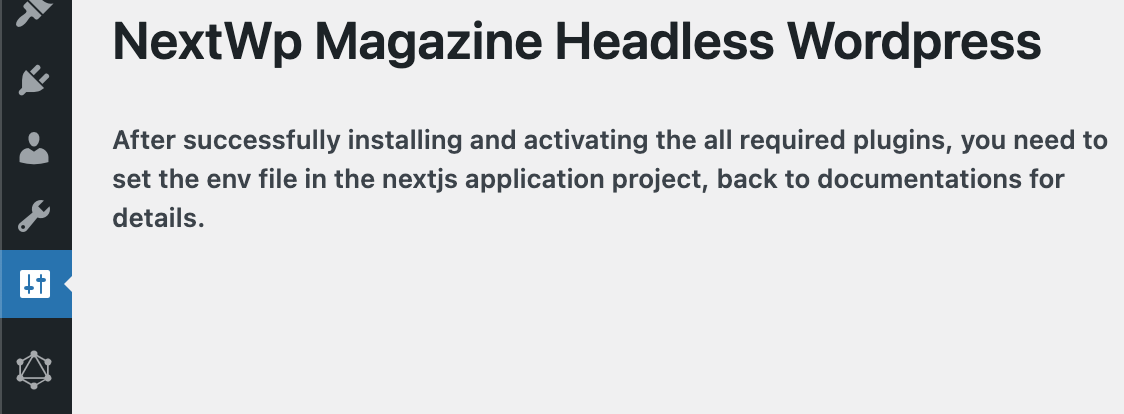 NextWp Magazine Headless Wordpress
After successfully installing and activating the all required plugins, you need to
set the env file in the nextjs application project, back to documentations for
details.